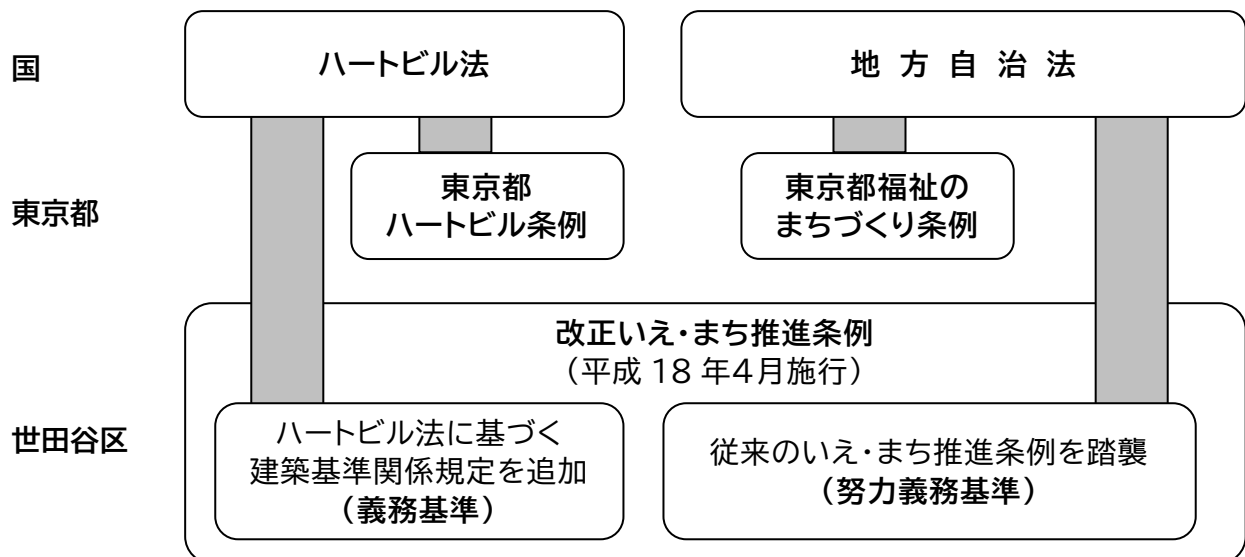 国
ハートビル法
地方自治法
東京都
東京都
ハートビル条例
東京都福祉の
まちづくり条例
世田谷区
改正いえ・まち推進条例
（平成 18 年４月施行）
ハートビル法に基づく
建築基準関係規定を追加
（義務基準）
従来のいえ・まち推進条例を踏襲
（努力義務基準）